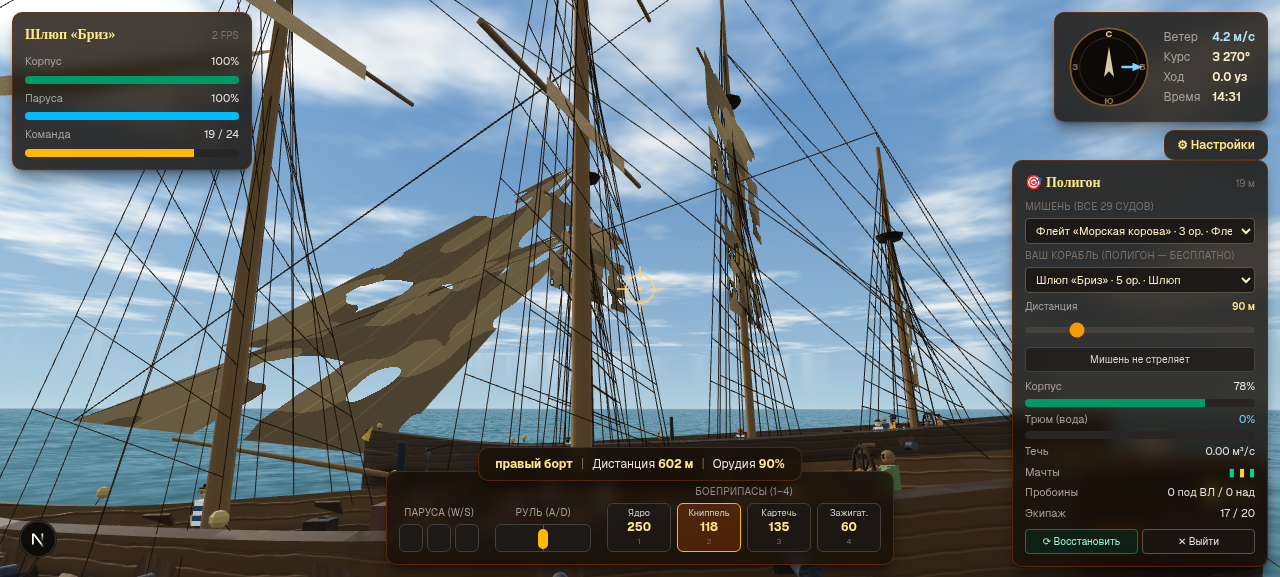 Шлюп «Бриз» 2 FPS
Корпус 100%
Паруса 100%
Команда 19 / 24
С
З В
Ю
Ветер 4.2 м/с
Курс З 270°
Ход 0.0 уз
Время 14:31
⚙ Настройки
🎯 Полигон 19 м
МИШЕНЬ (ВСЕ 29 СУДОВ)
Флейт «Морская корова» · 3 ор. · Фле
ВАШ КОРАБЛЬ (ПОЛИГОН — БЕСПЛАТНО)
Шлюп «Бриз» · 5 ор. · Шлюп
Дистанция 90 м
Мишень не стреляет
Корпус 78%
Трюм (вода) 0%
Течь 0.00 м³/с
Мачты
Пробоины 0 под ВЛ / 0 над
Экипаж 17 / 20
⟳ Восстановить ✕ Выйти
правый борт | Дистанция 602 м | Орудия 90%
БОЕПРИПАСЫ (1–4)
ПАРУСА (W/S) РУЛЬ (A/D)
Ядро Книппель Картечь Зажигат.
250 118 135 60
1 2 3 4
N